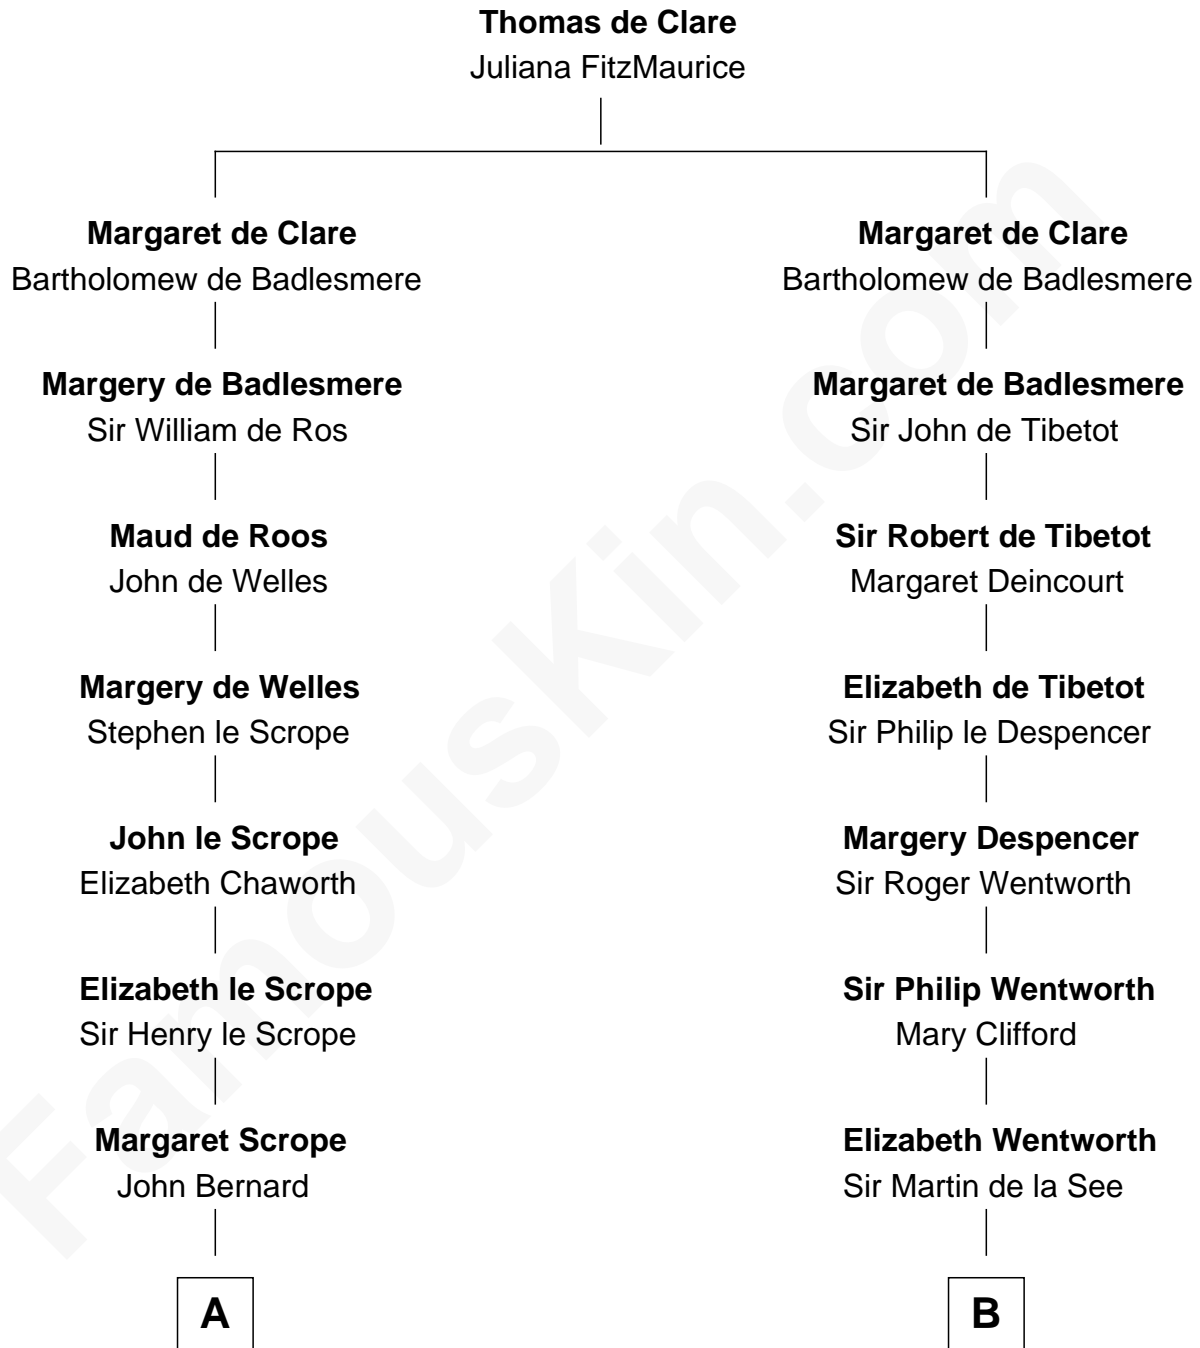 Thomas de Clare
Juliana FitzMaurice
Margaret de Clare
Bartholomew de Badlesmere
Margery de Badlesmere
Sir William de Ros
Maud de Roos
John de Welles
Margery de Welles
Stephen le Scrope
John le Scrope
Elizabeth Chaworth
Elizabeth le Scrope
Sir Henry le Scrope
Margaret Scrope
John Bernard
A
Margaret de Clare
Bartholomew de Badlesmere
Margaret de Badlesmere
Sir John de Tibetot
Sir Robert de Tibetot
Margaret Deincourt
Elizabeth de Tibetot
Sir Philip le Despencer
Margery Despencer
Sir Roger Wentworth
Sir Philip Wentworth
Mary Clifford
Elizabeth Wentworth
Sir Martin de la See
B
FamousKin.com